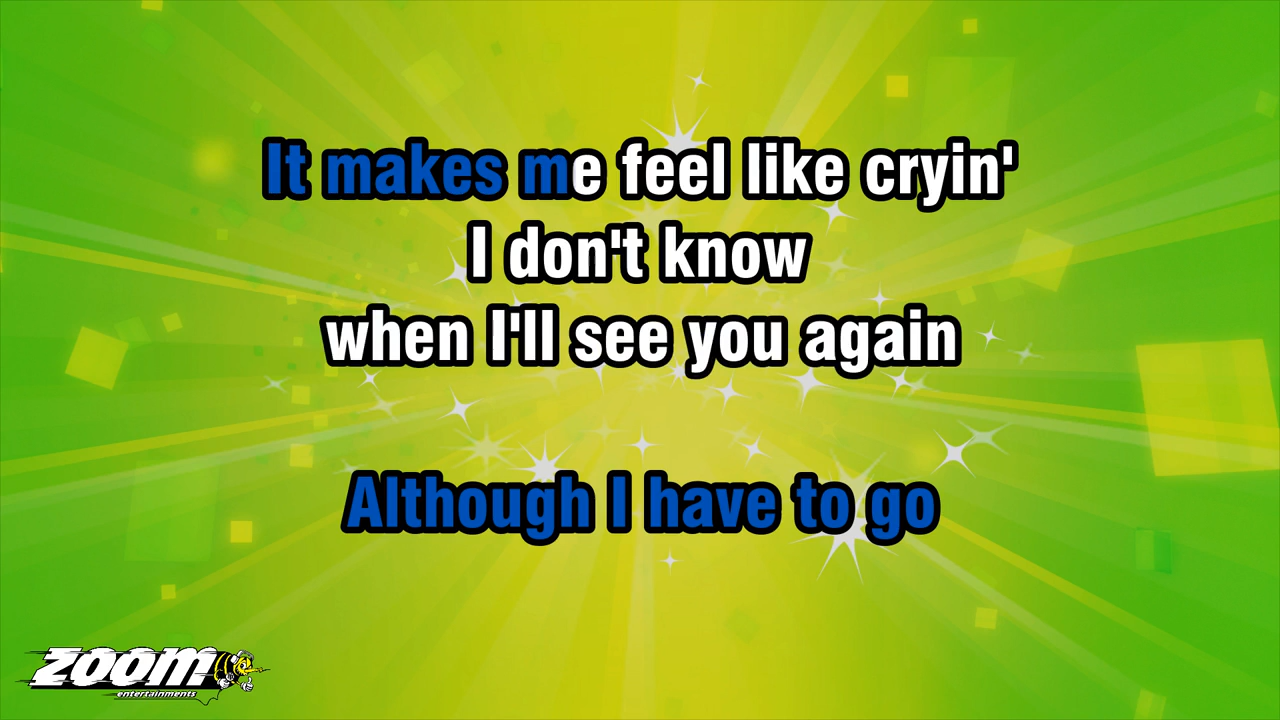 It makes me feel like cryin'
I don't know
when I'll see you again
Although I have to go
ZOOM
entertainments